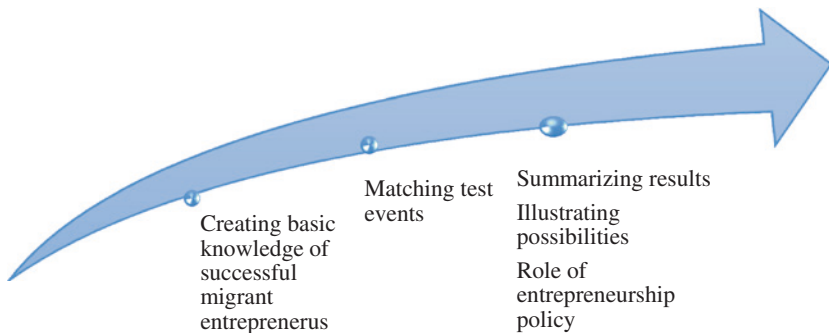 Creating basic
knowledge of
successful
migrant
entreprenerus
Matching test
events
Summarizing results
Illustrating
possibilities
Role of
entrepreneurship
policy